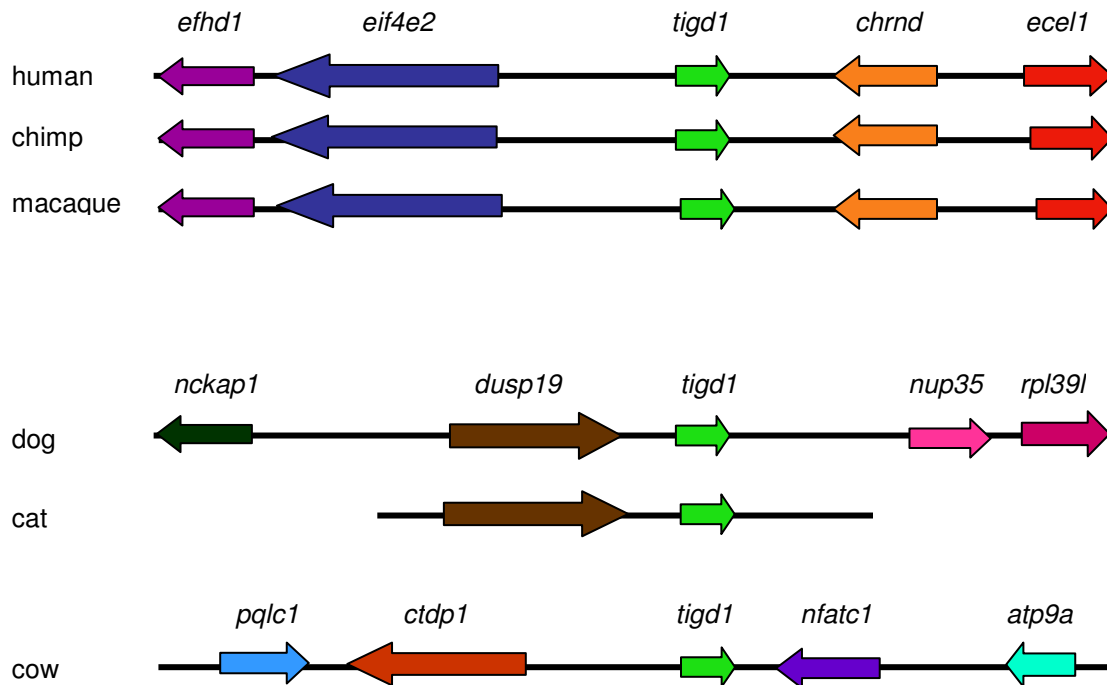 efhd1 eif4e2 tigd1 chrnd ecel1
human
chimp
macaque
nckap1 dusp19 tigd1 nup35 rpl39l
dog
cat
pqlc1 ctdp1 tigd1 nfatc1 atp9a
cow